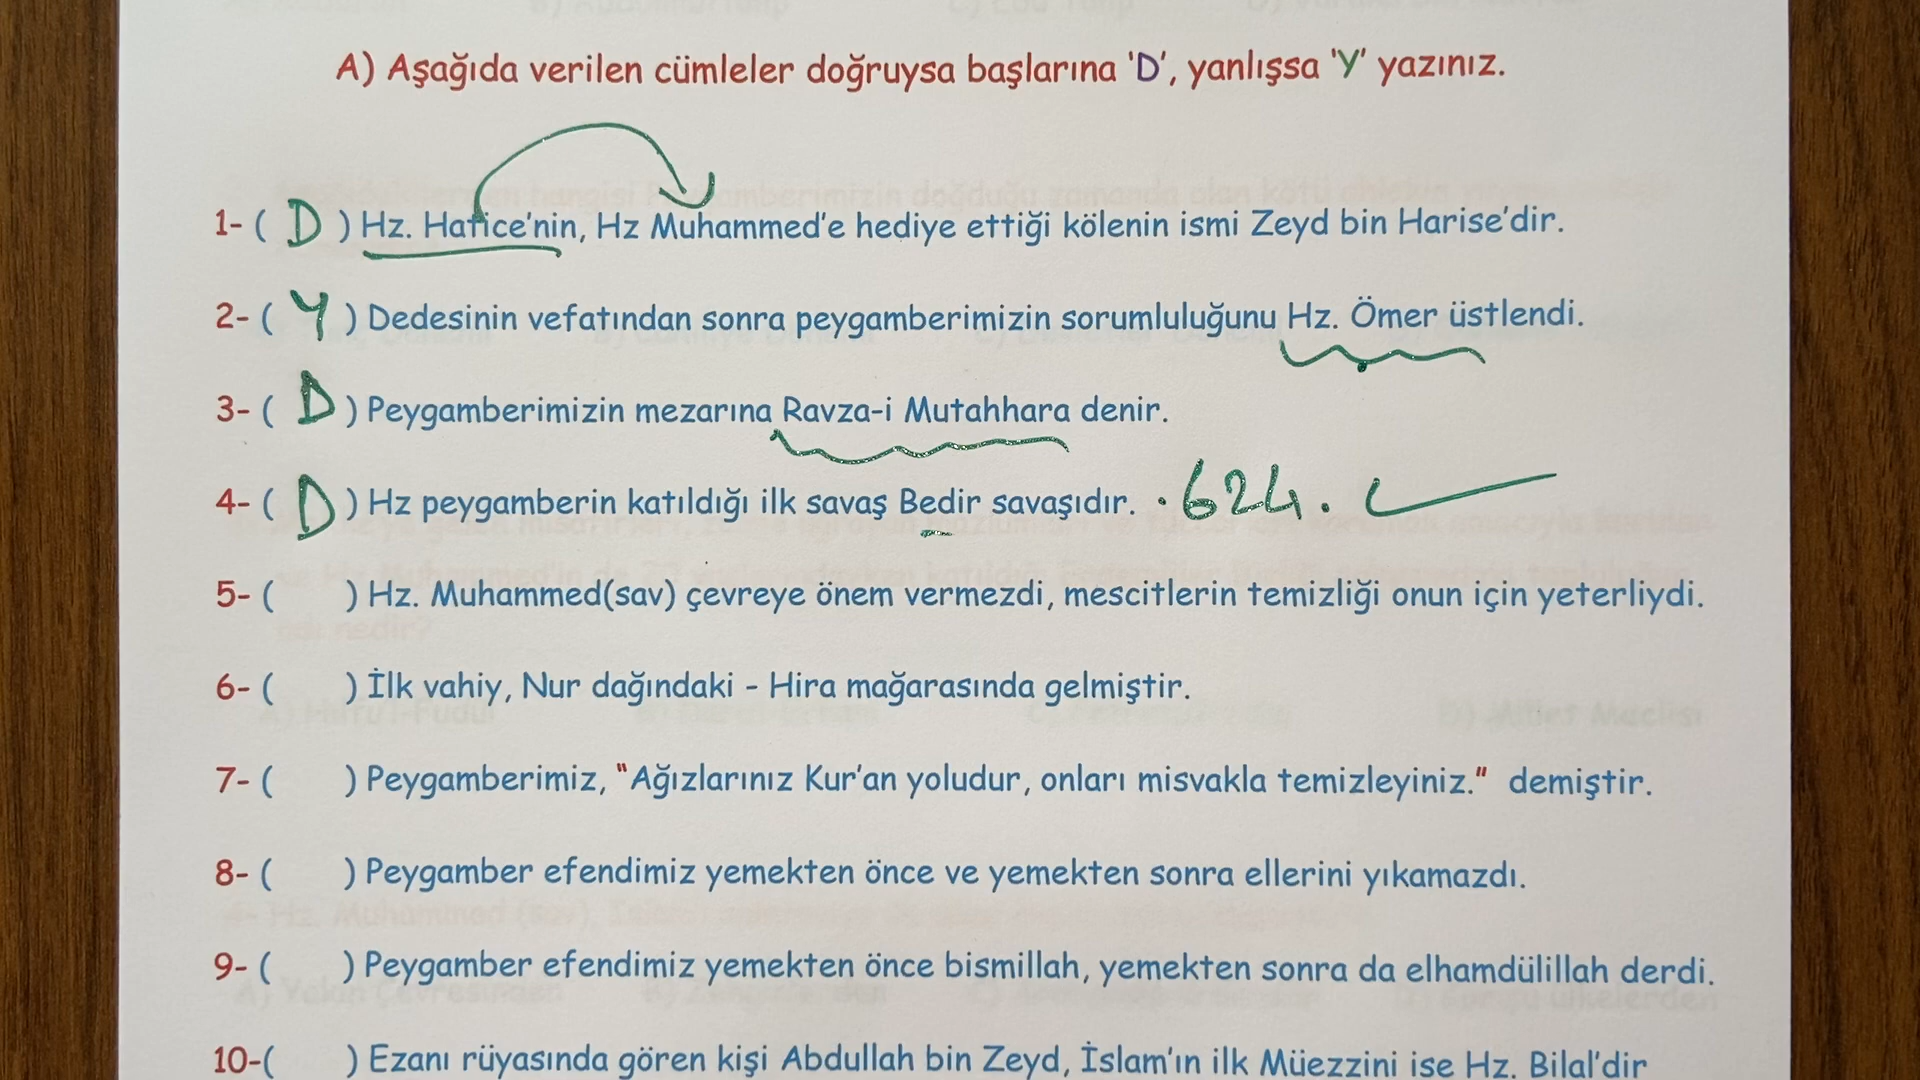 A) Aşağıda verilen cümleler doğruysa başlarına 'D', yanlışsa 'Y' yazınız.
1- ( D ) Hz. Hatice'nin, Hz Muhammed'e hediye ettiği kölenin ismi Zeyd bin Harise'dir.
2- ( Y ) Dedesinin vefatından sonra peygamberimizin sorumluluğunu Hz. Ömer üstlendi.
3- ( D ) Peygamberimizin mezarına Ravza-i Mutahhara denir.
4- ( D ) Hz peygamberin katıldığı ilk savaş Bedir savaşıdır. .624.
5- ( ) Hz. Muhammed(sav) çevreye önem vermezdi, mescitlerin temizliği onun için yeterliydi.
6- ( ) İlk vahiy, Nur dağındaki - Hira mağarasında gelmiştir.
7- ( ) Peygamberimiz, "Ağızlarınız Kur'an yoludur, onları misvakla temizleyiniz." demiştir.
8- ( ) Peygamber efendimiz yemekten önce ve yemekten sonra ellerini yıkamazdı.
9- ( ) Peygamber efendimiz yemekten önce bismillah, yemekten sonra da elhamdülillah derdi.
10-( ) Ezanı rüyasında gören kişi Abdullah bin Zeyd, İslam'ın ilk Müezzini ise Hz. Bilal'dir